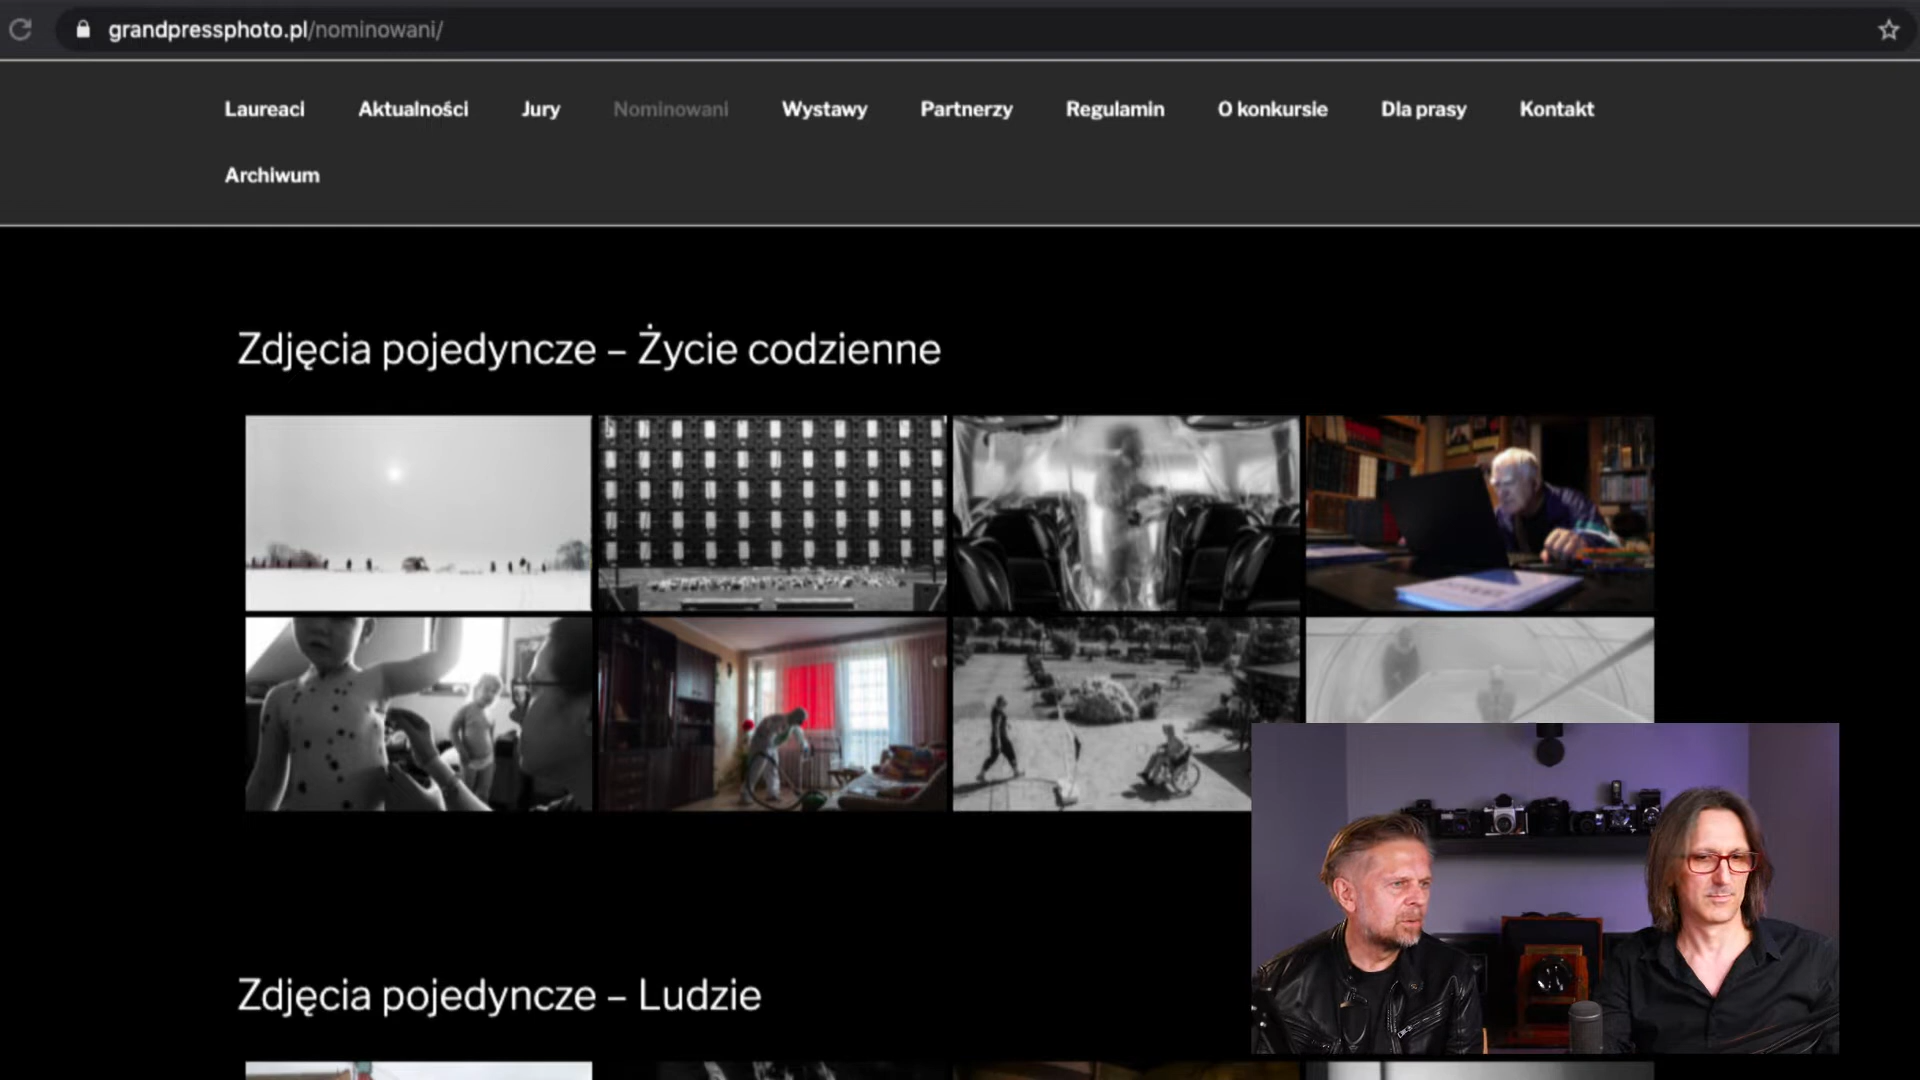 grandpressphoto.pl/nominowani/
Laureaci Aktualności Jury Nominowani Wystawy Partnerzy Regulamin O konkursie Dla prasy Kontakt
Archiwum
Zdjęcia pojedyncze – Życie codzienne
Zdjęcia pojedyncze – Ludzie